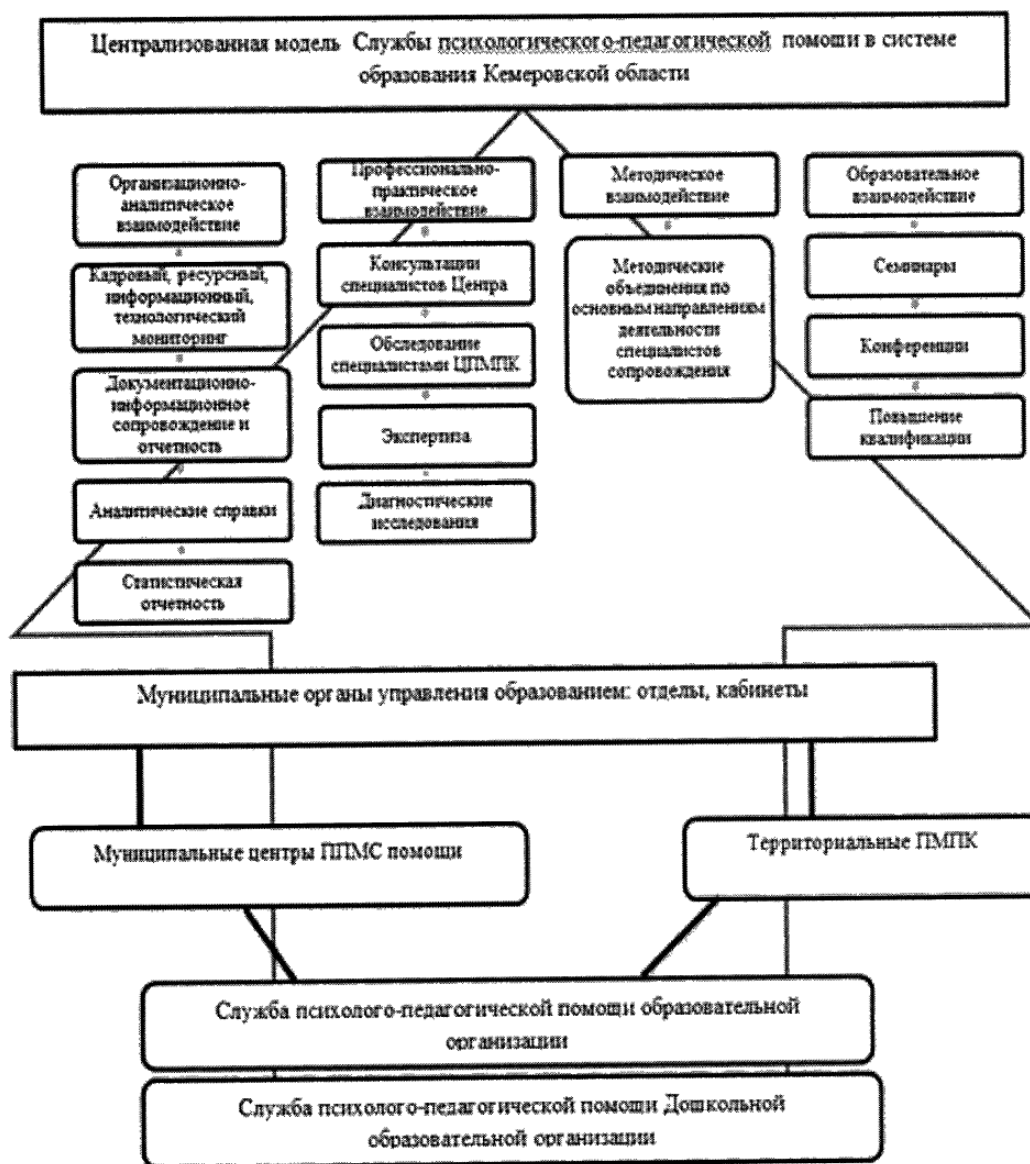 Централизованная модель Службы психологического-педагогической помоши в системе
образования Кемеровской области
Организационно-
аналитическое
взаимодействие
Кадровый, ресурсный,
информационный,
технологический
мониторинг
Документационно-
информационное
сопровождение и
отчетность
Аналитические справки
Статистическая
отчетность
Профессионально-
практическое
взаимодействие
Консультации
специалистов Центра
Обследование
специалистами ЦПМПК
Экспертиза
Диагностические
исследования
Методическое
взаимодействие
Методические
объединения по
основным направлениям
деятельности
специалистов
сопровождения
Образовательное
взаимодействие
Семинары
Конференции
Повышение
квалификации
Муниципальные органы управления образованием: отделы, кабинеты
Муниципальные центры ППМС помощи
Территориальные ПМПК
Служба психолого-педагогической помощи образовательной
организации
Служба психолого-педагогической помощи Дошкольной
образовательной организации